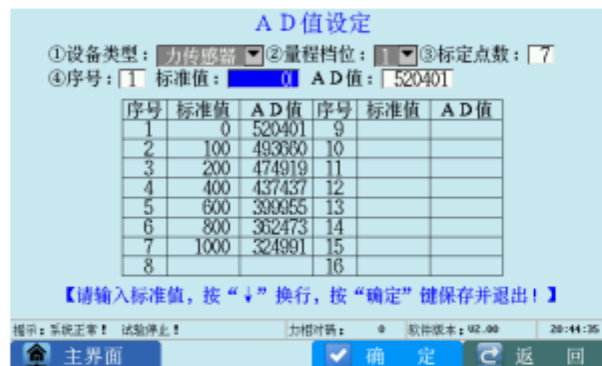 AD值设定
①设备类型：力传感器 ②量程档位：1 ③标定点数：7
④序号：1 标准值：0 AD值：520401
序号 标准值 AD值 序号 标准值 AD值
1 0 520401 9
2 100 493660 10
3 200 474919 11
4 400 437437 12
5 600 399955 13
6 800 362473 14
7 1000 324991 15
8 16
【请输入标准值，按“↓”换行，按“确定”键保存并退出！】
提示：系统正常！ 试验停止！ 力相对码： 0 软件版本：V2.00 20:44:35
主界面 确 定 返 回